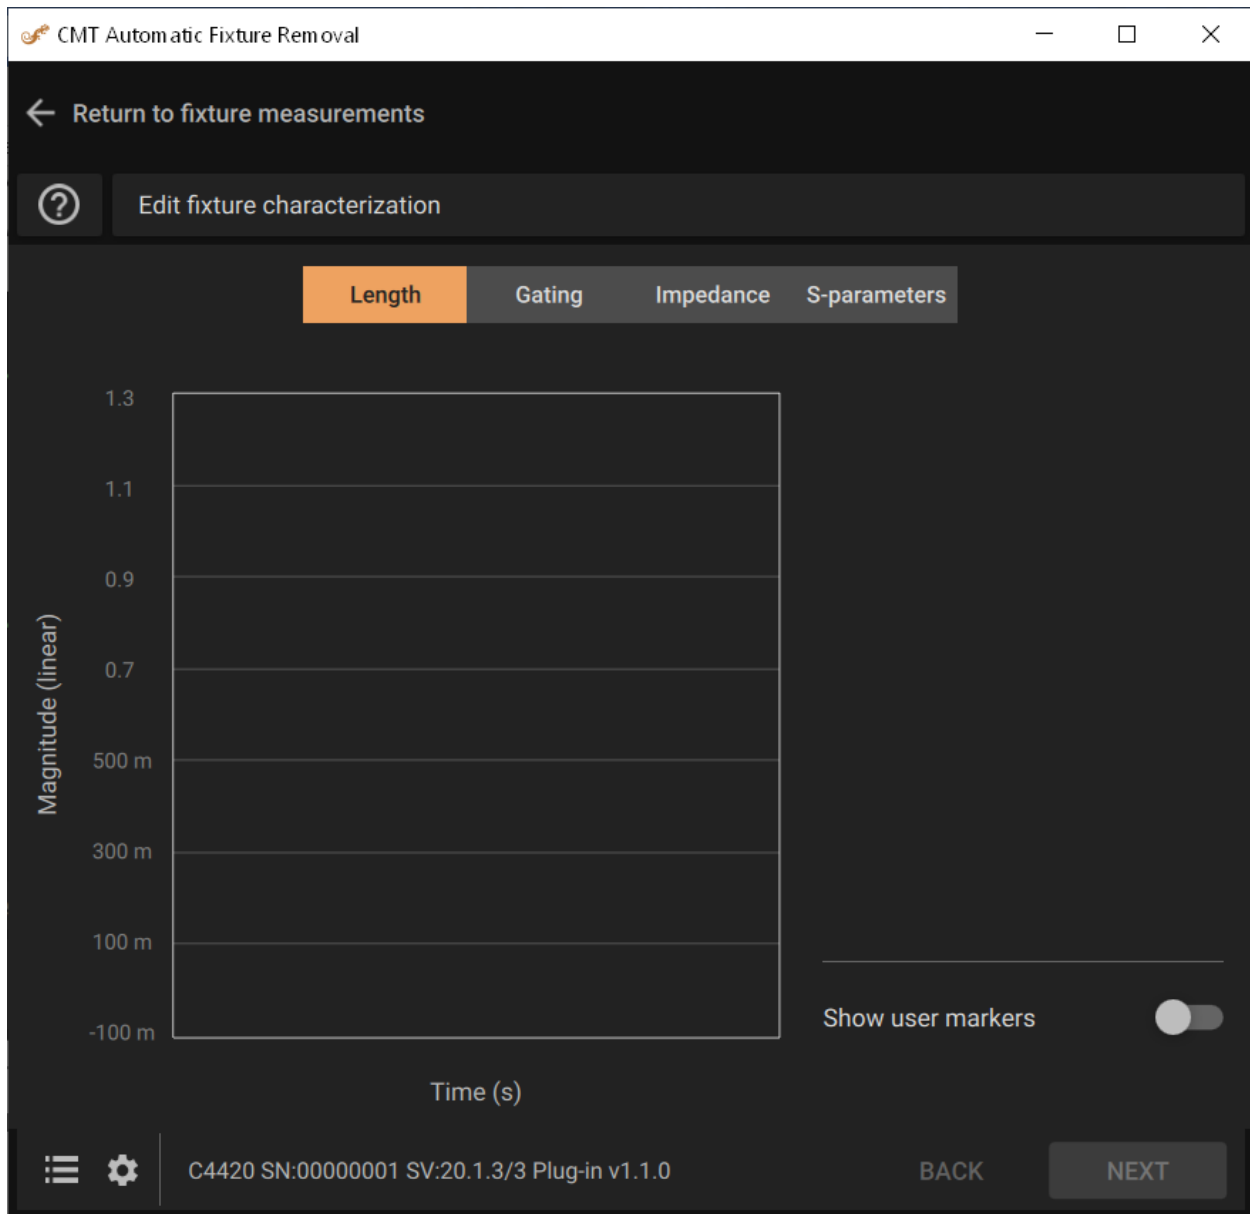 CMT Automatic Fixture Removal
Return to fixture measurements
Edit fixture characterization
Length Gating Impedance S-parameters
1.3
1.1
0.9
0.7
500 m
300 m
100 m
-100 m
Magnitude (linear)
Time (s)
Show user markers
C4420 SN:00000001 SV:20.1.3/3 Plug-in v1.1.0
BACK NEXT